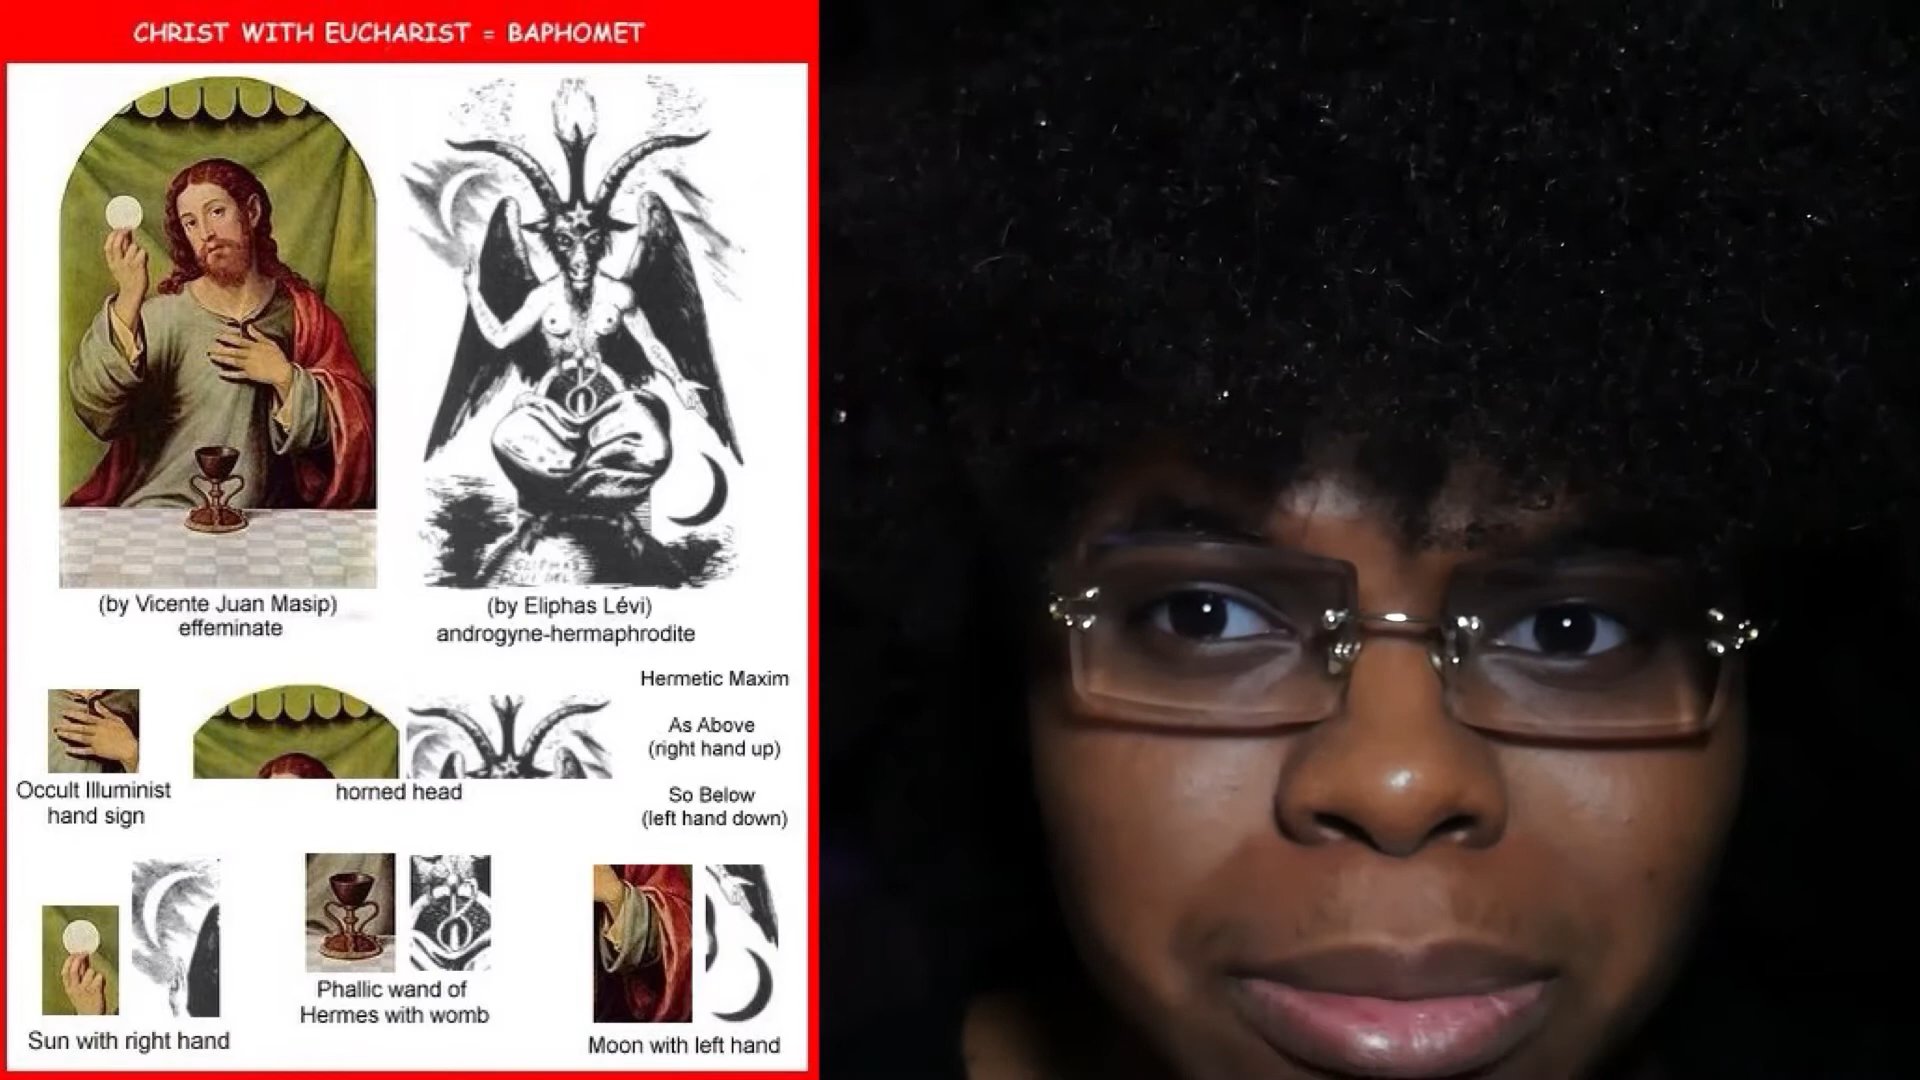 CHRIST WITH EUCHARIST = BAPHOMET
(by Vicente Juan Masip)
effeminate
(by Eliphas Lévi)
androgyne-hermaphrodite
Hermetic Maxim
As Above
(right hand up)
So Below
(left hand down)
Occult Illuminist
hand sign
horned head
Sun with right hand
Phallic wand of
Hermes with womb
Moon with left hand